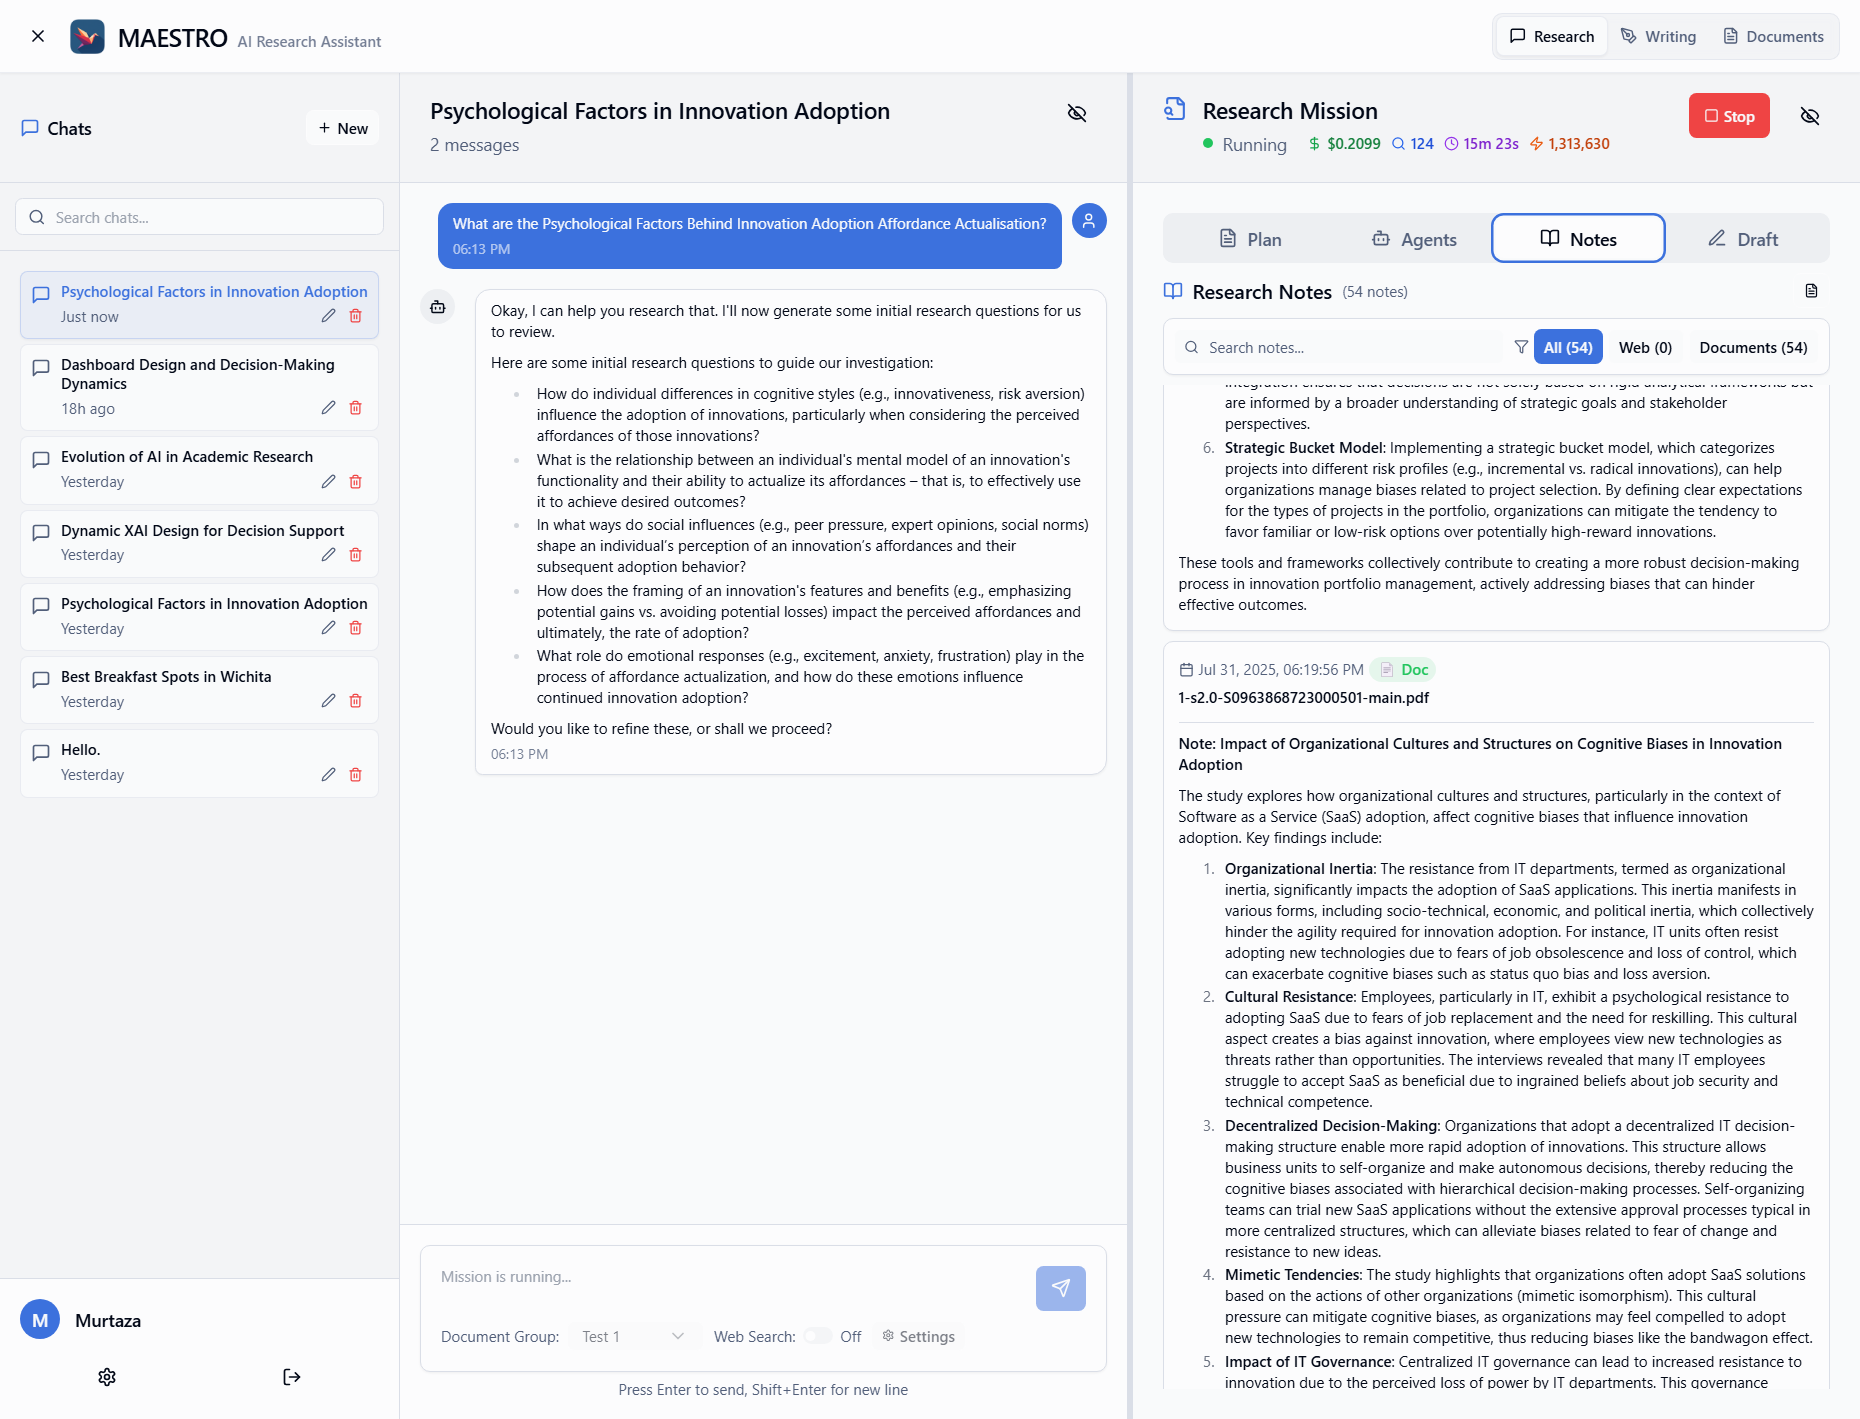 MAESTRO AI Research Assistant
Research
Writing
Documents
Chats
+ New
Search chats...
Psychological Factors in Innovation Adoption
Just now
Dashboard Design and Decision-Making
Dynamics
18h ago
Evolution of AI in Academic Research
Yesterday
Dynamic XAI Design for Decision Support
Yesterday
Psychological Factors in Innovation Adoption
Yesterday
Best Breakfast Spots in Wichita
Yesterday
Hello.
Yesterday
M
Murtaza
Psychological Factors in Innovation Adoption
2 messages
What are the Psychological Factors Behind Innovation Adoption Affordance Actualisation?
06:13 PM
Okay, I can help you research that. I'll now generate some initial research questions for us
to review.
Here are some initial research questions to guide our investigation:
How do individual differences in cognitive styles (e.g., innovativeness, risk aversion)
influence the adoption of innovations, particularly when considering the perceived
affordances of those innovations?
What is the relationship between an individual's mental model of an innovation's
functionality and their ability to actualize its affordances – that is, to effectively use
it to achieve desired outcomes?
In what ways do social influences (e.g., peer pressure, expert opinions, social norms)
shape an individual's perception of an innovation's affordances and their
subsequent adoption behavior?
How does the framing of an innovation's features and benefits (e.g., emphasizing
potential gains vs. avoiding potential losses) impact the perceived affordances and
ultimately, the rate of adoption?
What role do emotional responses (e.g., excitement, anxiety, frustration) play in the
process of affordance actualization, and how do these emotions influence
continued innovation adoption?
Would you like to refine these, or shall we proceed?
06:13 PM
Mission is running...
Document Group: Test 1 Web Search: Off Settings
Press Enter to send, Shift+Enter for new line
Research Mission
Stop
Running $0.2099 124 15m 23s 1,313,630
Plan
Agents
Notes
Draft
Research Notes (54 notes)
Search notes...
All (54)
Web (0)
Documents (54)
integration ensures that decisions are not solely based on rigid analytical frameworks but
are informed by a broader understanding of strategic goals and stakeholder
perspectives.
6. Strategic Bucket Model: Implementing a strategic bucket model, which categorizes
projects into different risk profiles (e.g., incremental vs. radical innovations), can help
organizations manage biases related to project selection. By defining clear expectations
for the types of projects in the portfolio, organizations can mitigate the tendency to
favor familiar or low-risk options over potentially high-reward innovations.
These tools and frameworks collectively contribute to creating a more robust decision-making
process in innovation portfolio management, actively addressing biases that can hinder
effective outcomes.
Jul 31, 2025, 06:19:56 PM Doc
1-s2.0-S0963868723000501-main.pdf
Note: Impact of Organizational Cultures and Structures on Cognitive Biases in Innovation
Adoption
The study explores how organizational cultures and structures, particularly in the context of
Software as a Service (SaaS) adoption, affect cognitive biases that influence innovation
adoption. Key findings include:
1. Organizational Inertia: The resistance from IT departments, termed as organizational
inertia, significantly impacts the adoption of SaaS applications. This inertia manifests in
various forms, including socio-technical, economic, and political inertia, which collectively
hinder the agility required for innovation adoption. For instance, IT units often resist
adopting new technologies due to fears of job obsolescence and loss of control, which
can exacerbate cognitive biases such as status quo bias and loss aversion.
2. Cultural Resistance: Employees, particularly in IT, exhibit a psychological resistance to
adopting SaaS due to fears of job replacement and the need for reskilling. This cultural
aspect creates a bias against innovation, where employees view new technologies as
threats rather than opportunities. The interviews revealed that many IT employees
struggle to accept SaaS as beneficial due to ingrained beliefs about job security and
technical competence.
3. Decentralized Decision-Making: Organizations that adopt a decentralized IT decision-
making structure enable more rapid adoption of innovations. This structure allows
business units to self-organize and make autonomous decisions, thereby reducing the
cognitive biases associated with hierarchical decision-making processes. Self-organizing
teams can trial new SaaS applications without the extensive approval processes typical in
more centralized structures, which can alleviate biases related to fear of change and
resistance to new ideas.
4. Mimetic Tendencies: The study highlights that organizations often adopt SaaS solutions
based on the actions of other organizations (mimetic isomorphism). This cultural
pressure can mitigate cognitive biases, as organizations may feel compelled to adopt
new technologies to remain competitive, thus reducing biases like the bandwagon effect.
5. Impact of IT Governance: Centralized IT governance can lead to increased resistance to
innovation due to the perceived loss of power by IT departments. This governance